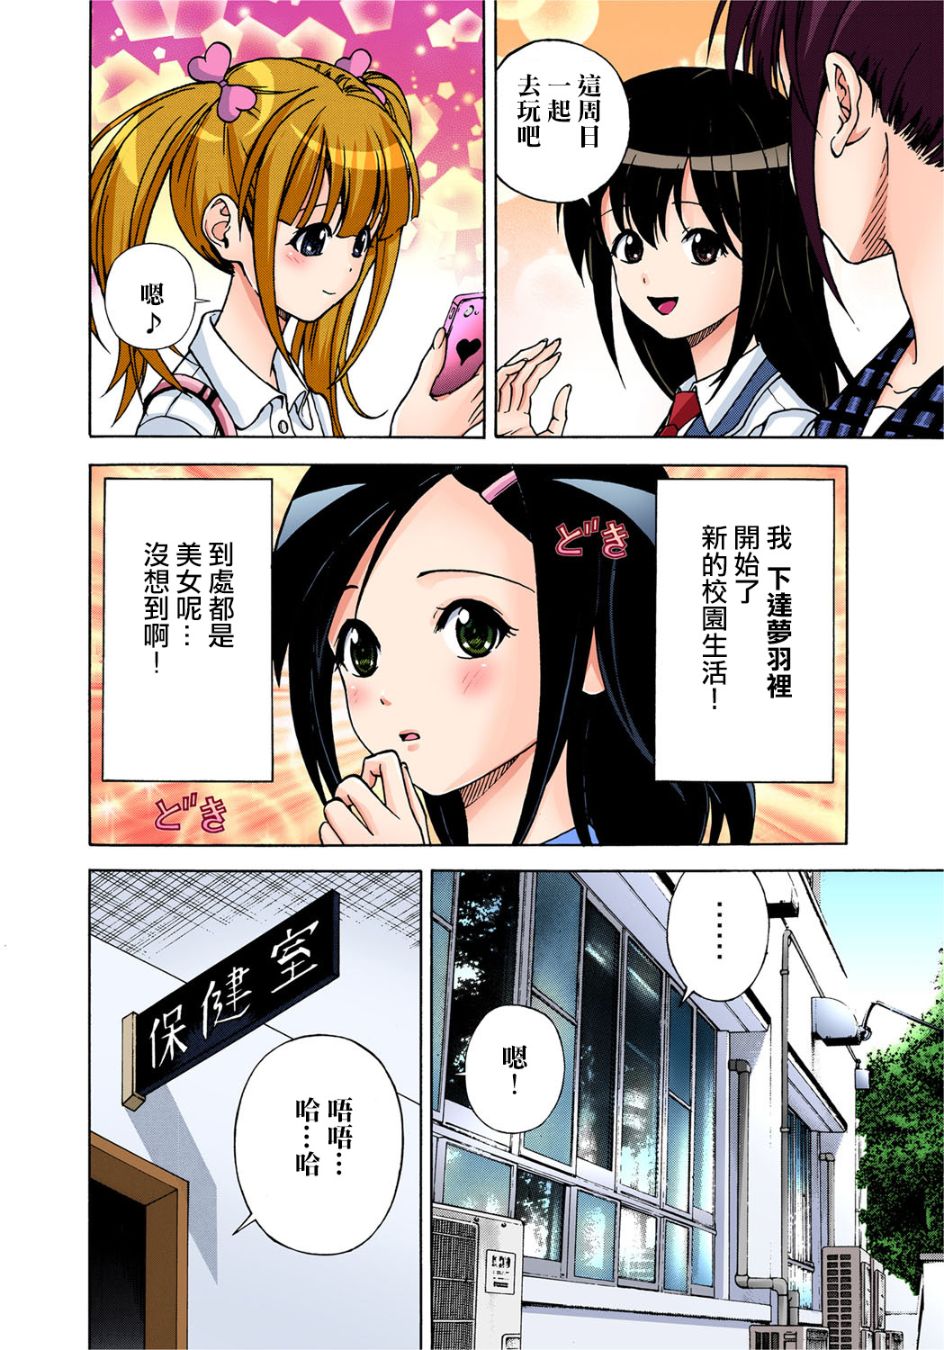 這周日
一起
去玩吧
嗯♪
我 下達夢羽裡
開始了
新的校園生活！
どき
到處都是
美女呢…
沒想到啊！
どき
……
嗯！
保健室
唔唔…
哈…哈